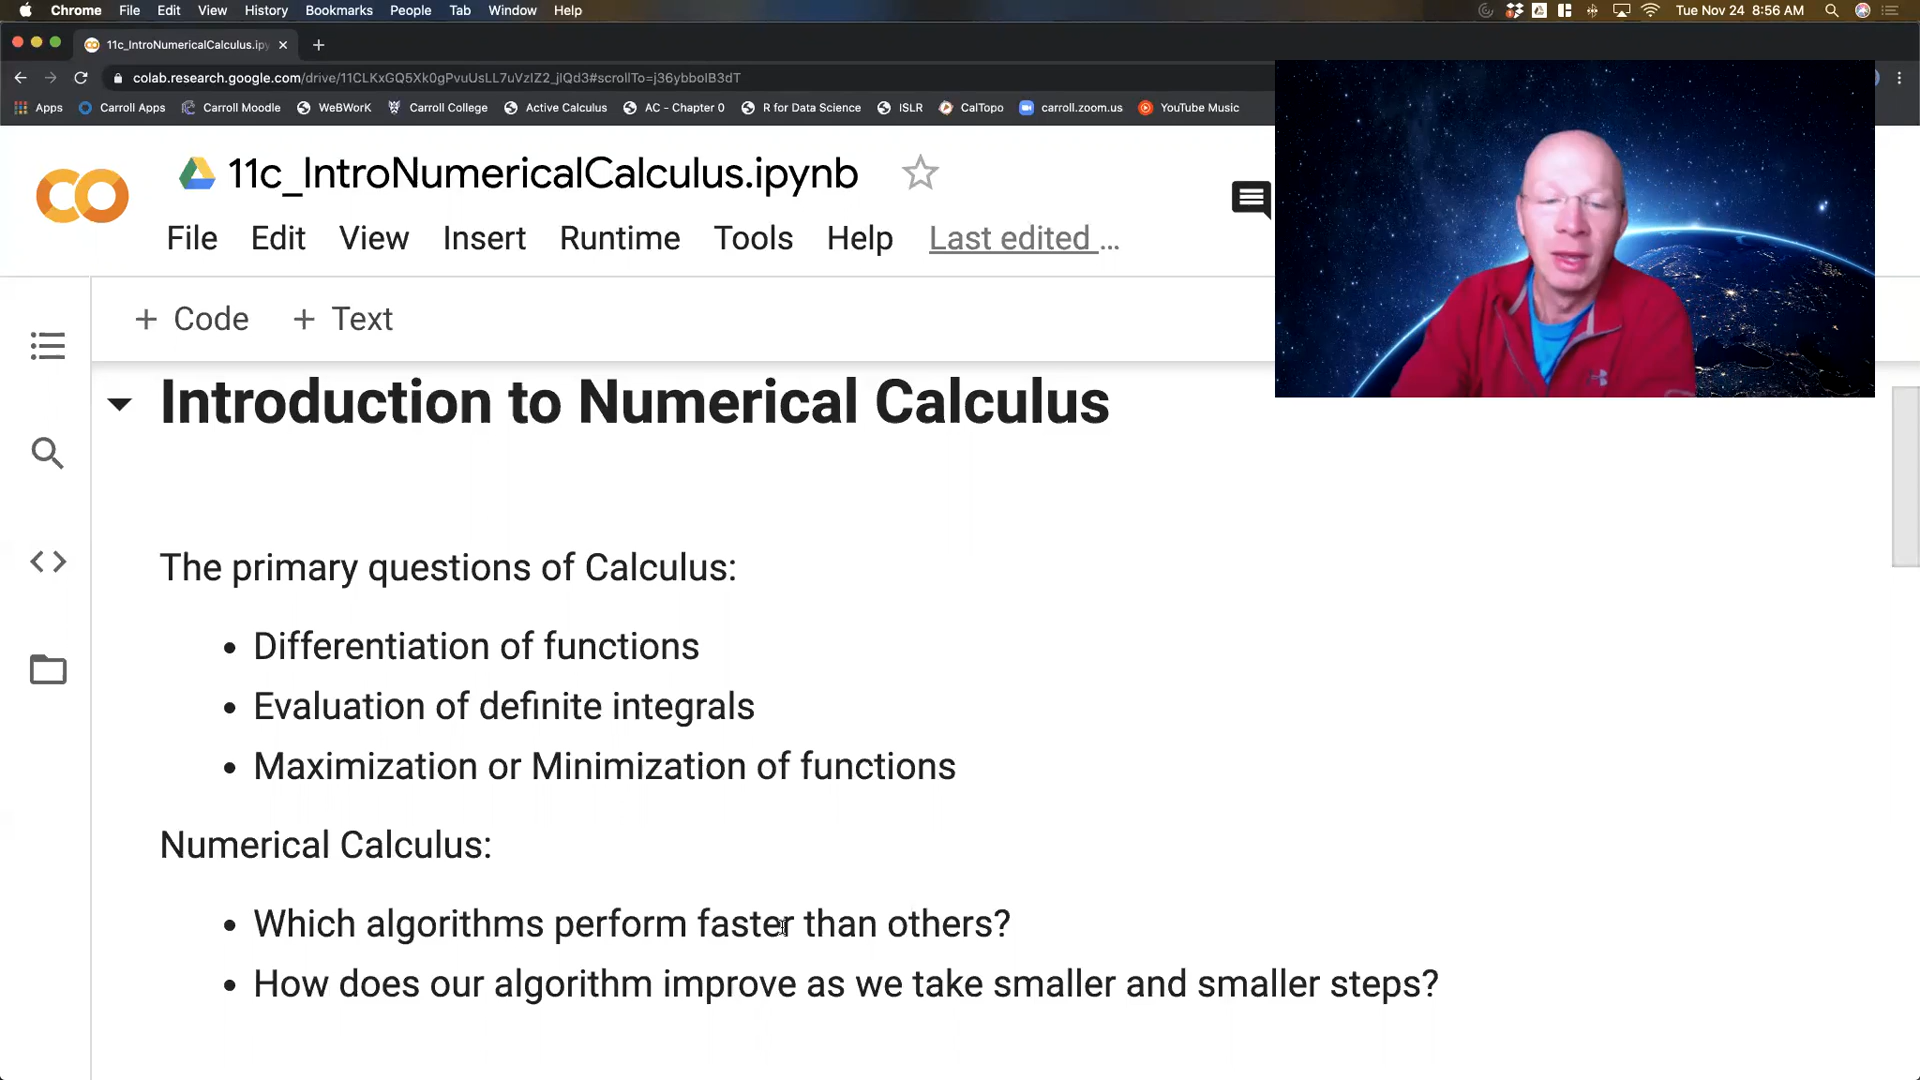 Chrome File Edit View History Bookmarks People Tab Window Help Tue Nov 24 8:56 AM
11c_IntroNumericalCalculus.ipy
colab.research.google.com/drive/11CLKxGQ5Xk0gPvuUsLL7uVzIZ2_jIQd3#scrollTo=j36ybboIB3dT
Apps Carroll Apps Carroll Moodle WeBWorK Carroll College Active Calculus AC - Chapter 0 R for Data Science ISLR CalTopo carroll.zoom.us YouTube Music
11c_IntroNumericalCalculus.ipynb
File Edit View Insert Runtime Tools Help Last edited ...
+ Code + Text
Introduction to Numerical Calculus
The primary questions of Calculus:
• Differentiation of functions
• Evaluation of definite integrals
• Maximization or Minimization of functions
Numerical Calculus:
• Which algorithms perform faster than others?
• How does our algorithm improve as we take smaller and smaller steps?